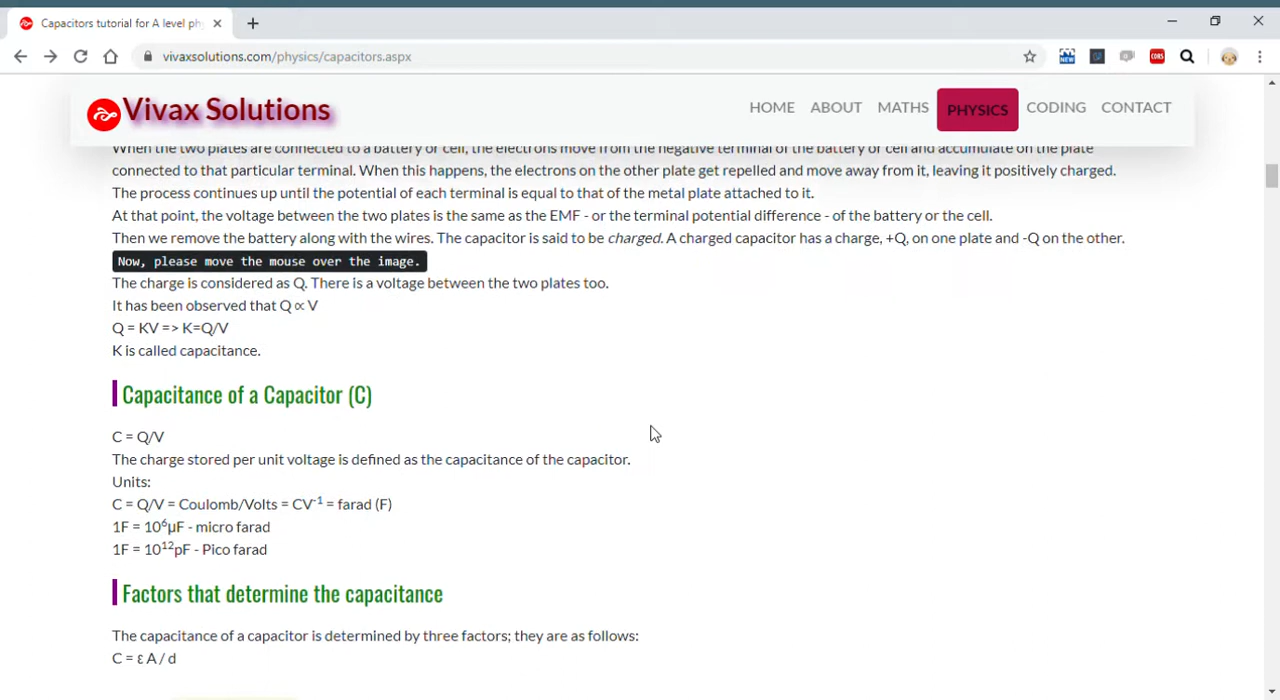 Capacitors tutorial for A level ph
vivaxsolutions.com/physics/capacitors.aspx
NEW
CORS
Vivax Solutions
HOME ABOUT MATHS PHYSICS CODING CONTACT
When the two plates are connected to a battery or cell, the electrons move from the negative terminal of the battery or cell and accumulate on the plate
connected to that particular terminal. When this happens, the electrons on the other plate get repelled and move away from it, leaving it positively charged.
The process continues up until the potential of each terminal is equal to that of the metal plate attached to it.
At that point, the voltage between the two plates is the same as the EMF - or the terminal potential difference - of the battery or the cell.
Then we remove the battery along with the wires. The capacitor is said to be charged. A charged capacitor has a charge, +Q, on one plate and -Q on the other.
Now, please move the mouse over the image.
The charge is considered as Q. There is a voltage between the two plates too.
It has been observed that Q ∝ V
Q = KV => K=Q/V
K is called capacitance.
Capacitance of a Capacitor (C)
C = Q/V
The charge stored per unit voltage is defined as the capacitance of the capacitor.
Units:
C = Q/V = Coulomb/Volts = CV⁻¹ = farad (F)
1F = 10⁶μF - micro farad
1F = 10¹²pF - Pico farad
Factors that determine the capacitance
The capacitance of a capacitor is determined by three factors; they are as follows:
C = ε A / d